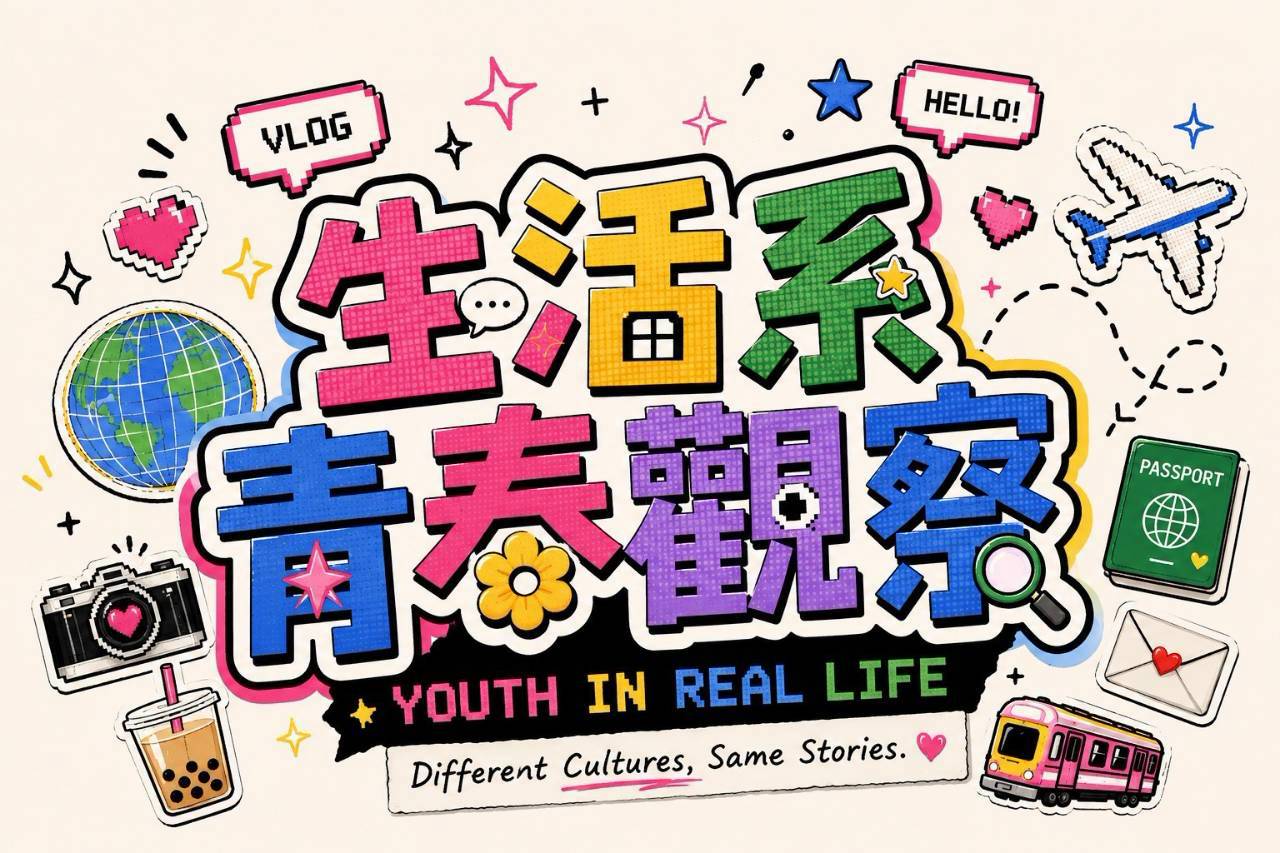 VLOG
HELLO!
生活系
青春觀察
PASSPORT
YOUTH IN REAL LIFE
Different Cultures, Same Stories.